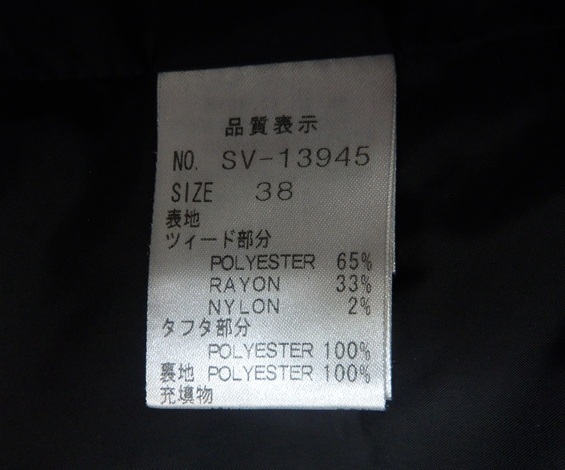 品質表示
NO. SV-13945
SIZE 38
表地
ツィード部分
POLYESTER 65%
RAYON 33%
NYLON 2%
タフタ部分
POLYESTER 100%
裏地 POLYESTER 100%
充填物